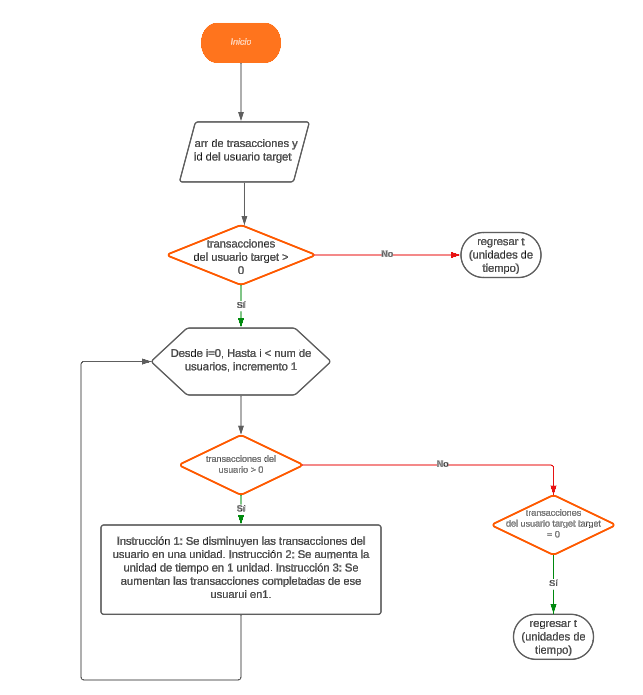 Inicio
arr de trasacciones y
id del usuario target
transacciones
del usuario target >
0
No
regresar t
(unidades de
tiempo)
Sí
Desde i=0, Hasta i < num de
usuarios, incremento 1
transacciones del
usuario > 0
No
transacciones
del usuario target target
= 0
Sí
Instrucción 1: Se disminuyen las transacciones del
usuario en una unidad. Instrucción 2; Se aumenta la
unidad de tiempo en 1 unidad. Instrucción 3: Se
aumentan las transacciones completadas de ese
usuarui en1.
Sí
regresar t
(unidades de
tiempo)